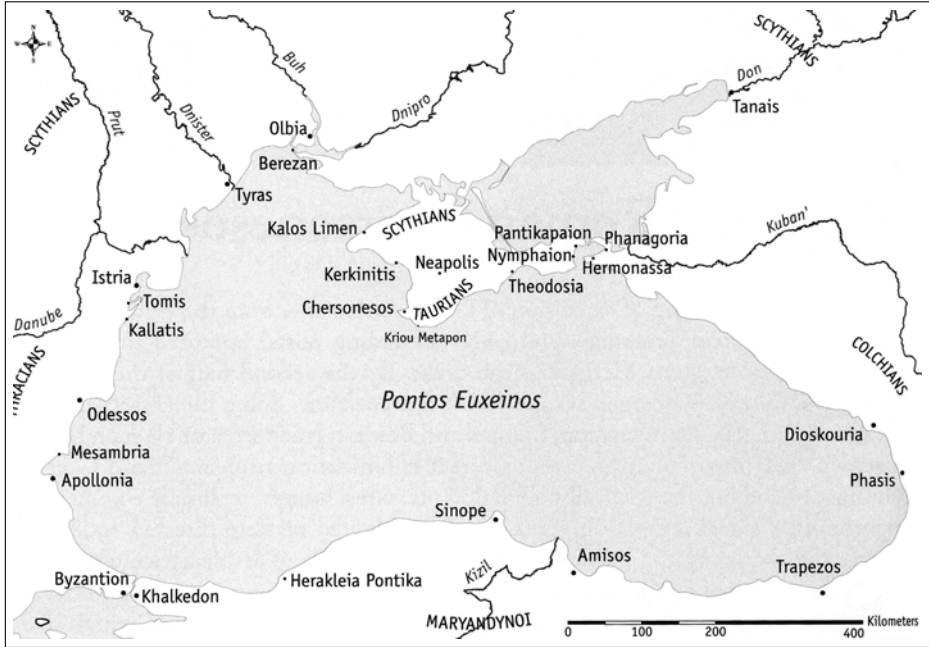 N
W E
S
SCYTHIANS
Prut
Dnister
Buh
Dnipro
SCYTHIANS
Don
Tanais
Olbia
Berezan
Tyras
Kalos Limen
SCYTHIANS
Pantikapaion
Phanagoria
Kuban'
Nymphaion
Hermonassa
Kerkinitis
Neapolis
Theodosia
Istria
Tomis
Chersonesos
TAURIANS
Danube
Kallatis
Kriou Metapon
COLCHIANS
HRACIANS
Pontos Euxeinos
Odessos
Dioskouria
Mesambria
Apollonia
Phasis
Sinope
Byzantion
Khalkedon
Herakleia Pontika
Kizil
Amisos
Trapezos
MARYANDYNOI
Kilometers
0 100 200 400